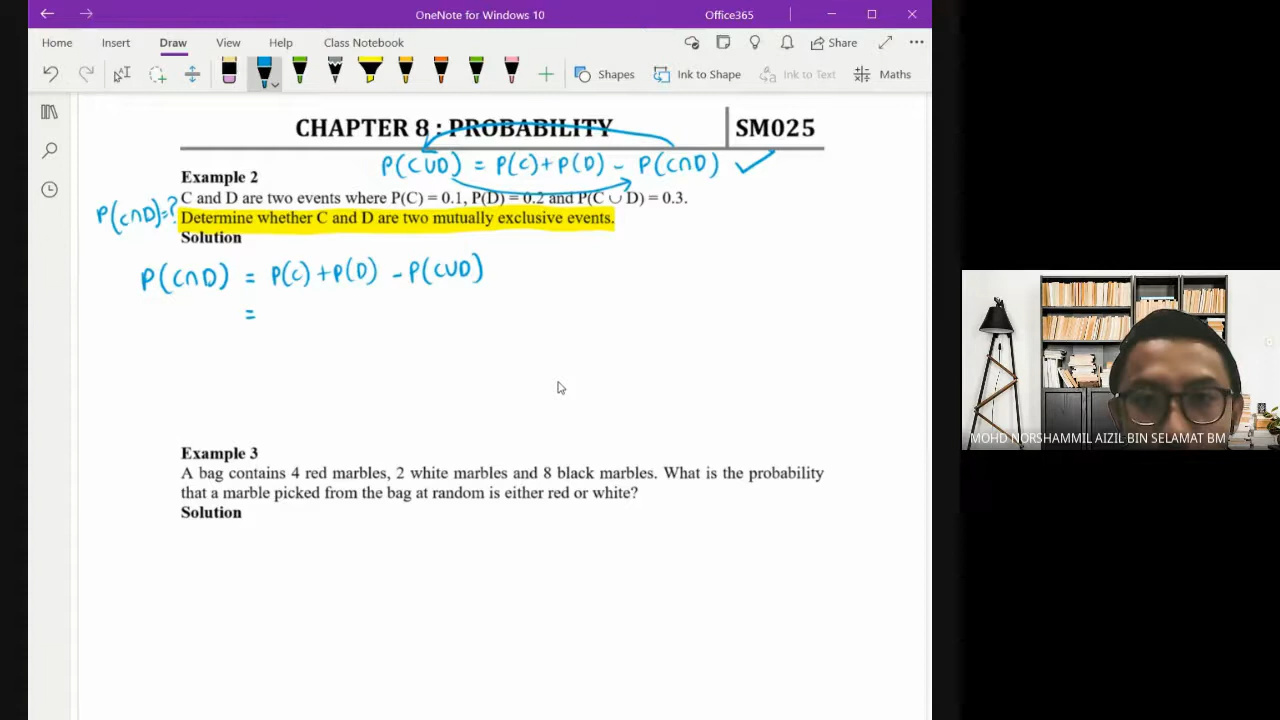 OneNote for Windows 10
Office365
Home Insert Draw View Help Class Notebook Share
Shapes Ink to Shape Ink to Text Maths
CHAPTER 8 : PROBABILITY SM025
P(C∪D) = P(C)+P(D) - P(C∩D)
Example 2
C and D are two events where P(C) = 0.1, P(D) = 0.2 and P(C ∪ D) = 0.3.
P(C∩D)=?
Determine whether C and D are two mutually exclusive events.
Solution
P(C∩D) = P(C)+P(D) -P(C∪D)
=
Example 3
A bag contains 4 red marbles, 2 white marbles and 8 black marbles. What is the probability
that a marble picked from the bag at random is either red or white?
Solution
MOHD NORSHAMMIL AIZIL BIN SELAMAT BM